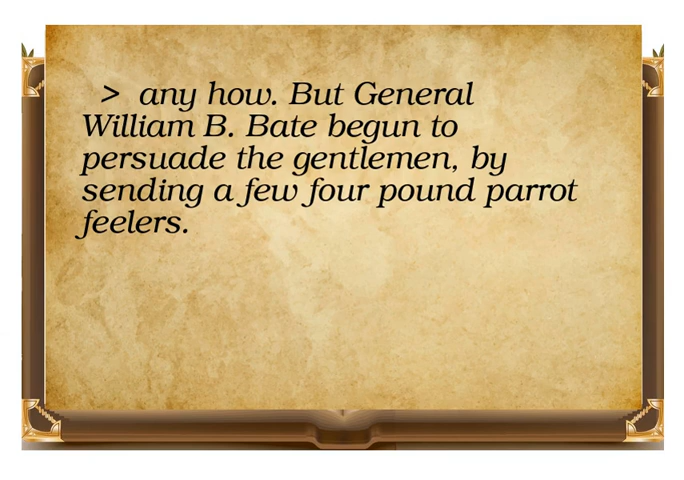 > any how. But General
William B. Bate begun to
persuade the gentlemen, by
sending a few four pound parrot
feelers.